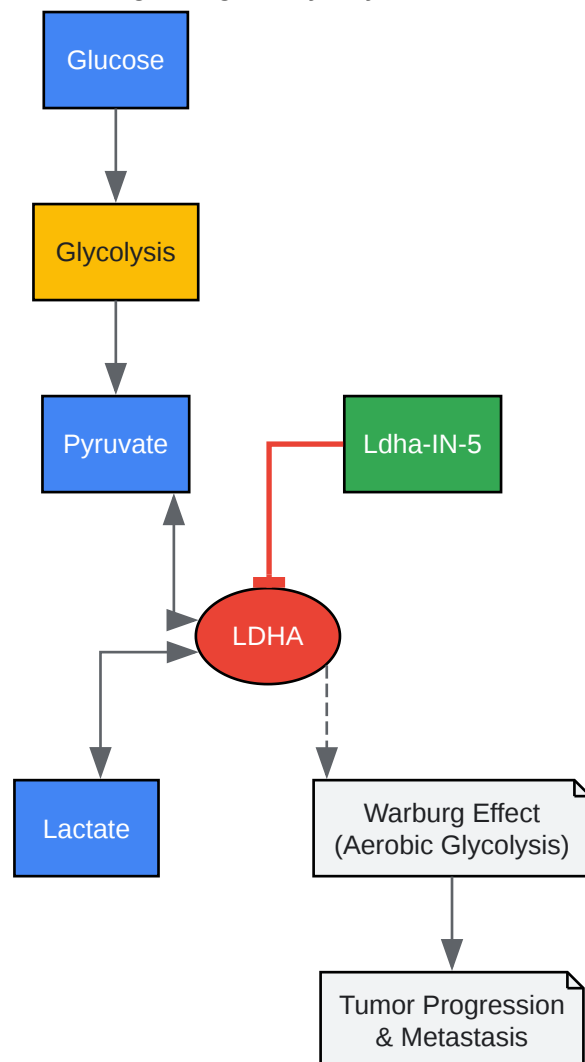 Glucose
Glycolysis
Pyruvate
Ldha-IN-5
LDHA
Lactate
Warburg Effect
(Aerobic Glycolysis)
Tumor Progression
& Metastasis